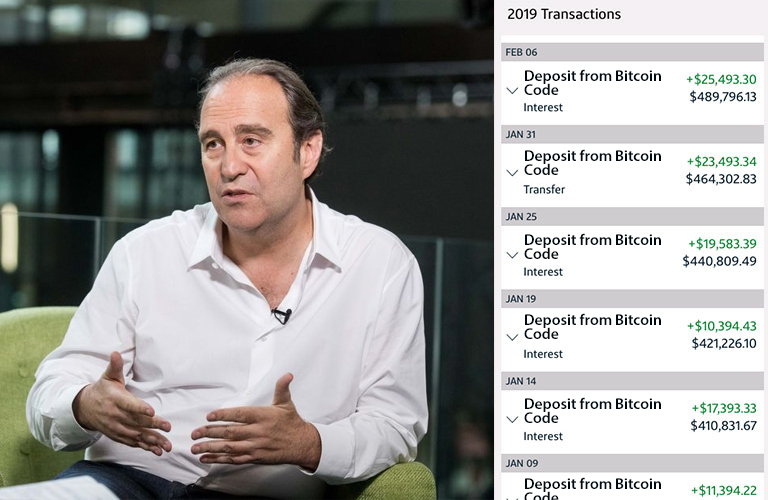 2019 Transactions
FEB 06
Deposit from Bitcoin
Code
Interest
+$25,493.30
$489,796.13
JAN 31
Deposit from Bitcoin
Code
Transfer
+$23,493.34
$464,302.83
JAN 25
Deposit from Bitcoin
Code
Interest
+$19,583.39
$440,809.49
JAN 19
Deposit from Bitcoin
Code
Interest
+$10,394.43
$421,226.10
JAN 14
Deposit from Bitcoin
Code
Interest
+$17,393.33
$410,831.67
JAN 09
Deposit from Bitcoin
Code
+$11,394.22